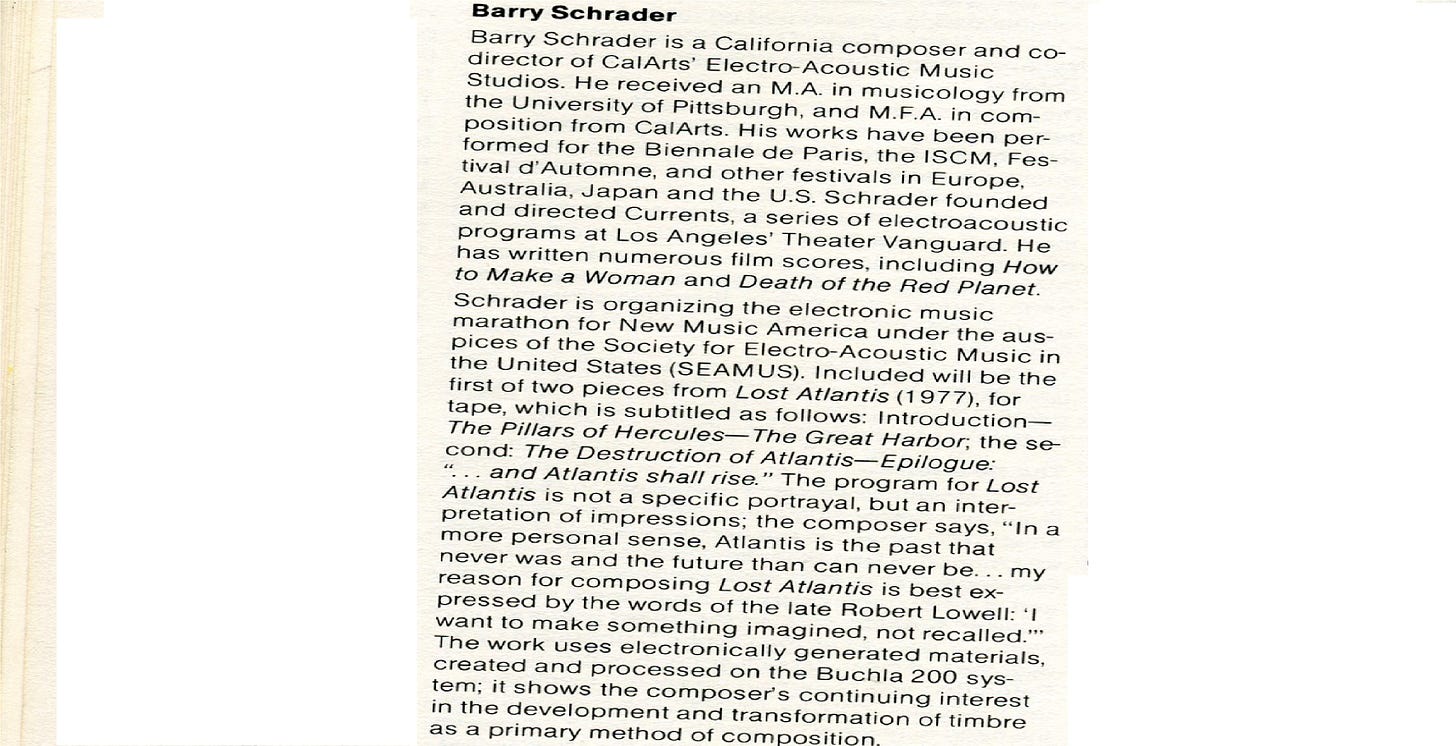 Barry Schrader
Barry Schrader is a California composer and co-
director of CalArts' Electro-Acoustic Music
Studios. He received an M.A. in musicology from
the University of Pittsburgh, and M.F.A. in com-
position from CalArts. His works have been per-
formed for the Biennale de Paris, the ISCM, Fes-
tival d'Automne, and other festivals in Europe,
Australia, Japan and the U.S. Schrader founded
and directed Currents, a series of electroacoustic
programs at Los Angeles' Theater Vanguard. He
has written numerous film scores, including How
to Make a Woman and Death of the Red Planet.
Schrader is organizing the electronic music
marathon for New Music America under the aus-
pices of the Society for Electro-Acoustic Music in
the United States (SEAMUS). Included will be the
first of two pieces from Lost Atlantis (1977), for
tape, which is subtitled as follows: Introduction—
The Pillars of Hercules—The Great Harbor; the se-
cond: The Destruction of Atlantis—Epilogue:
“... and Atlantis shall rise.” The program for Lost
Atlantis is not a specific portrayal, but an inter-
pretation of impressions; the composer says, “In a
more personal sense, Atlantis is the past that
never was and the future than can never be... my
reason for composing Lost Atlantis is best ex-
pressed by the words of the late Robert Lowell: ‘I
want to make something imagined, not recalled.’”
The work uses electronically generated materials,
created and processed on the Buchla 200 sys-
tem; it shows the composer's continuing interest
in the development and transformation of timbre
as a primary method of composition.